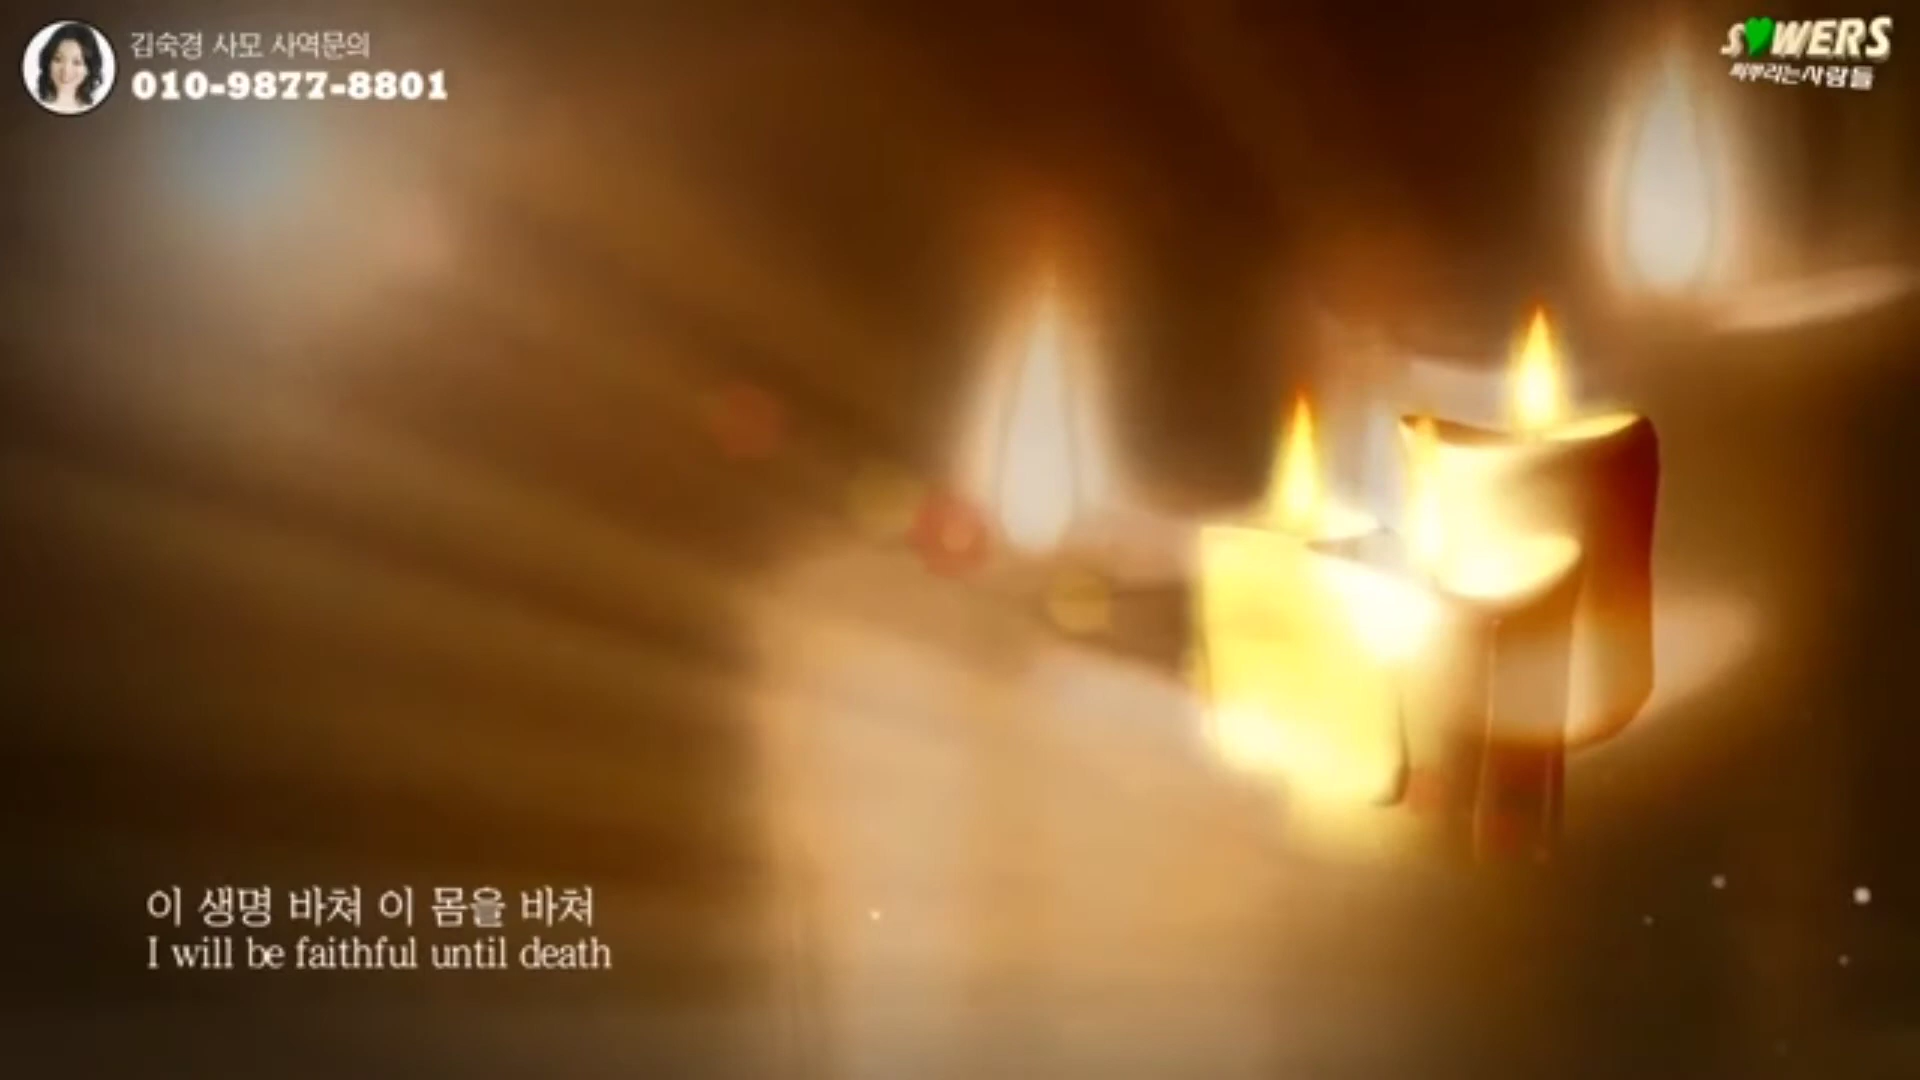 김숙경 사모 사역문의
010-9877-8801
SOWERS
씨뿌리는사람들
이 생명 바쳐 이 몸을 바쳐
I will be faithful until death